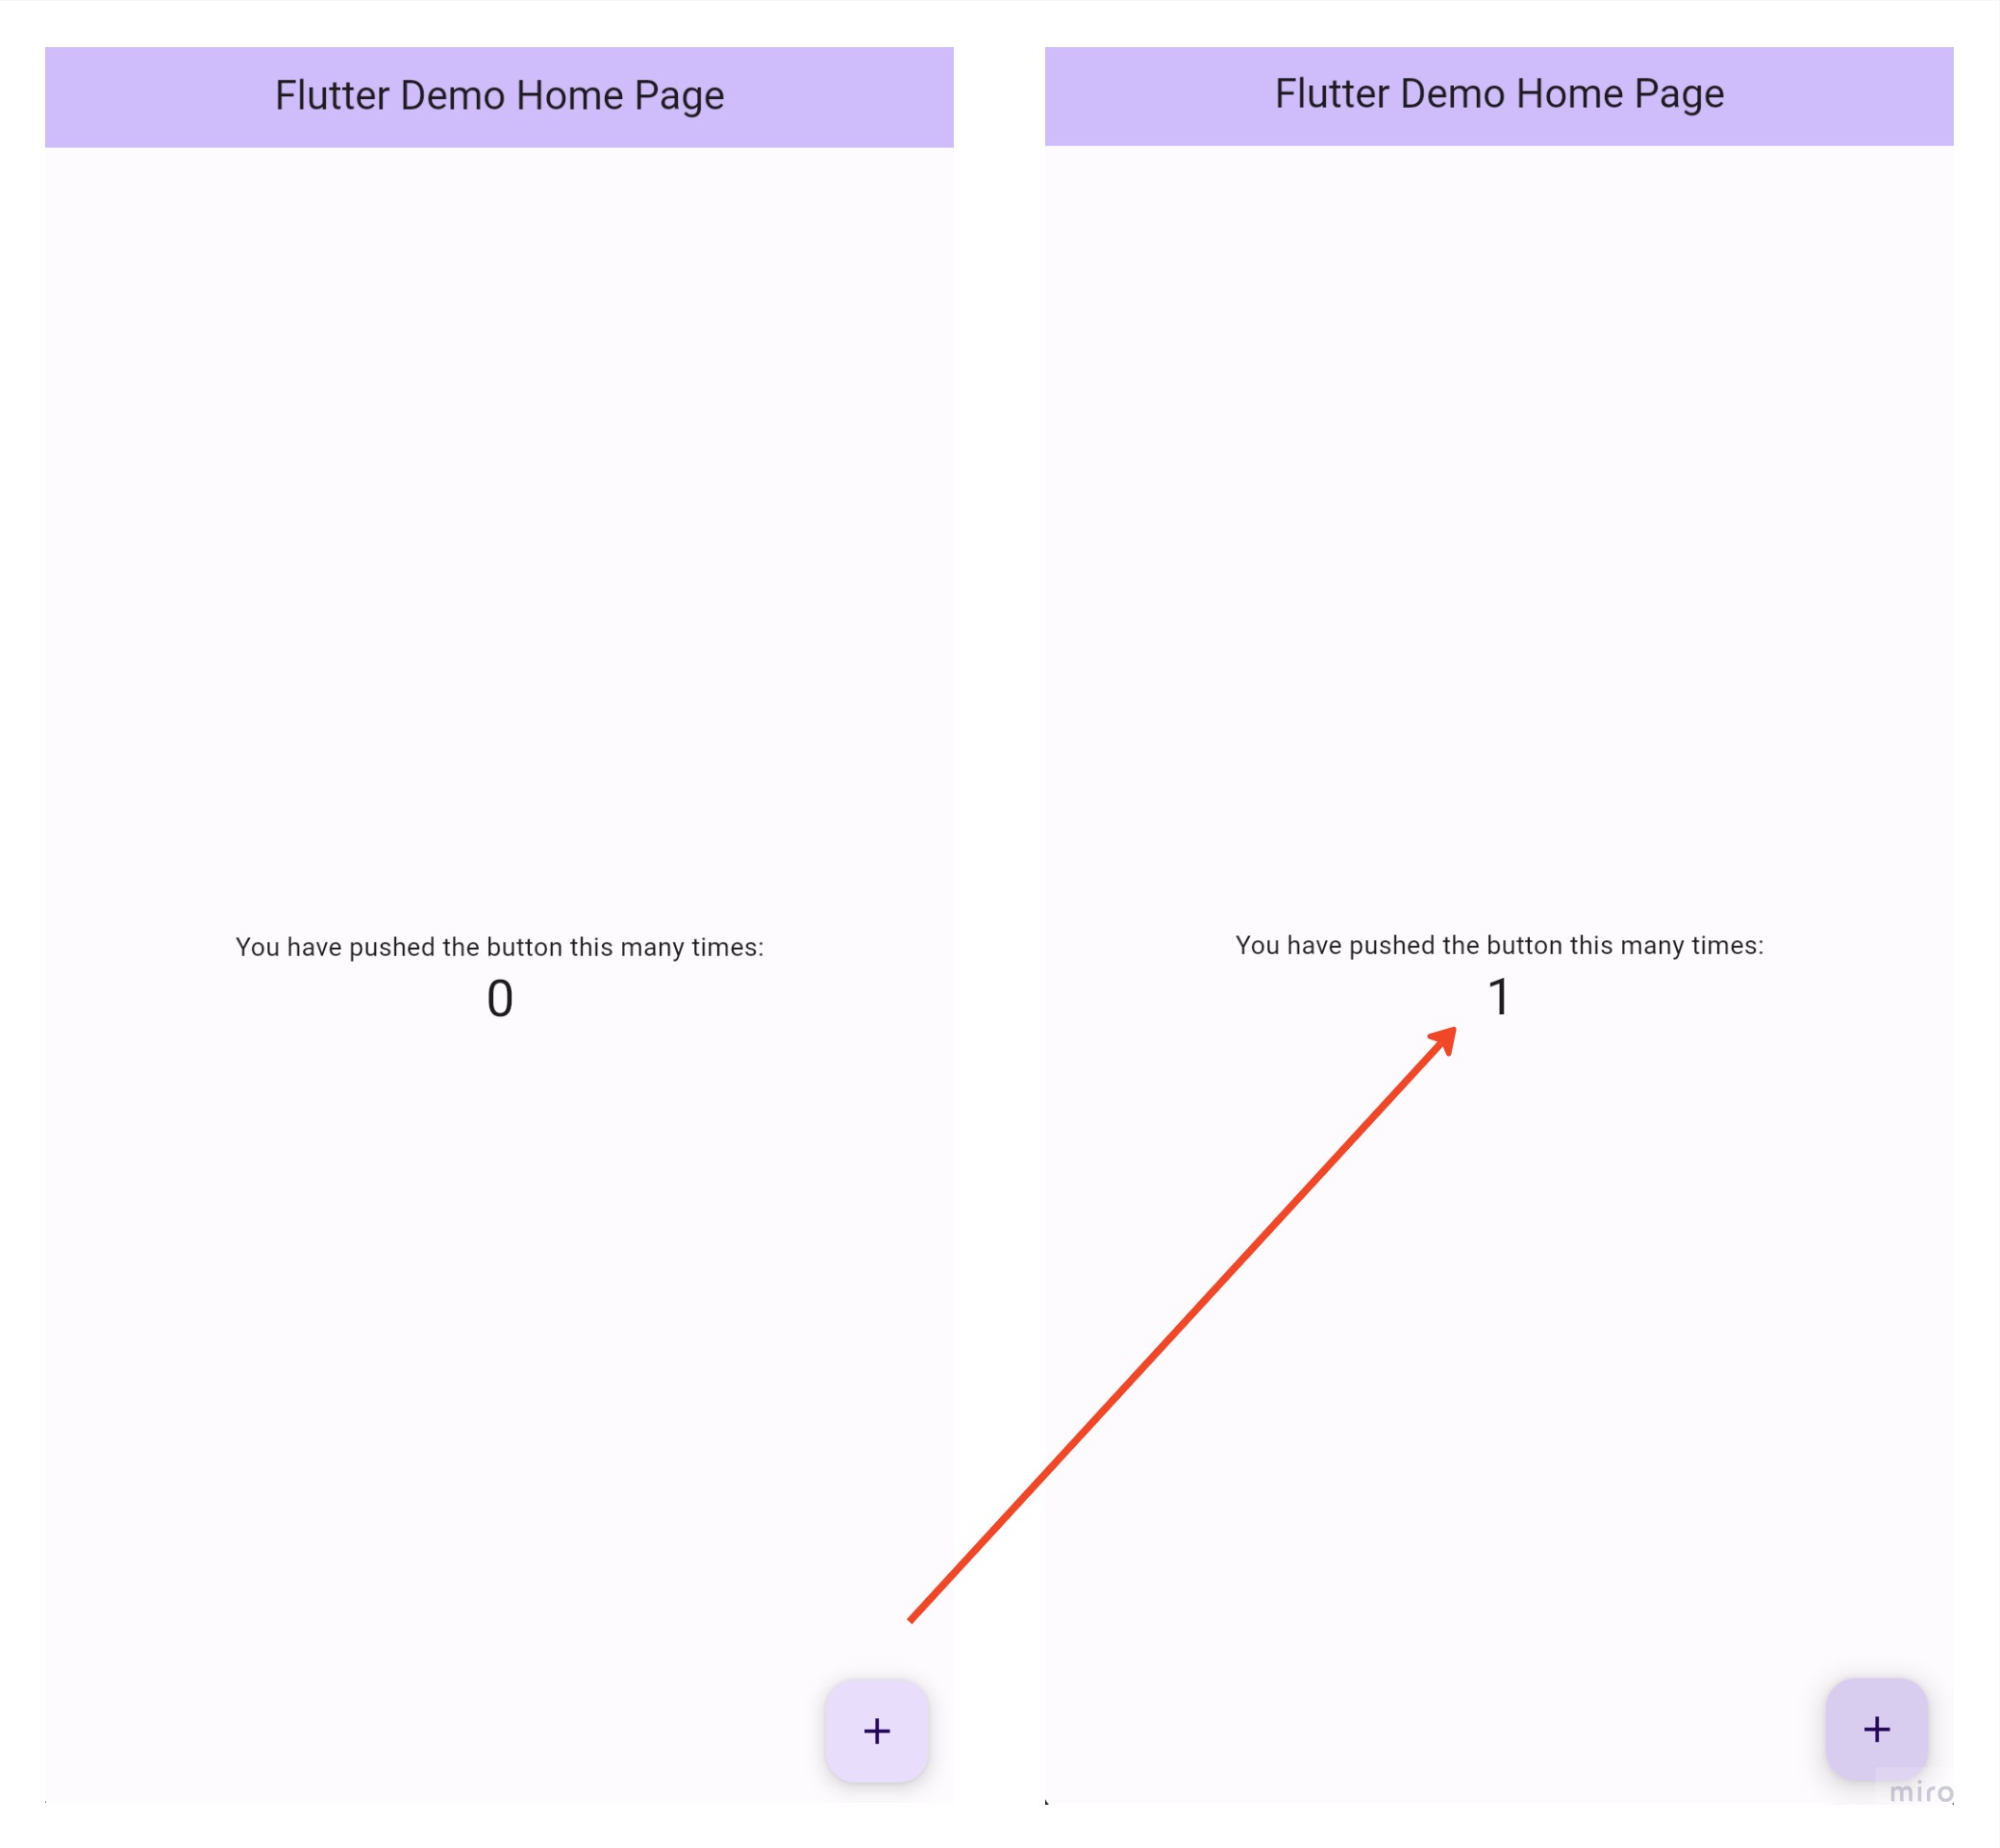 Flutter Demo Home Page
You have pushed the button this many times:
0
+
Flutter Demo Home Page
You have pushed the button this many times:
1
+
miro